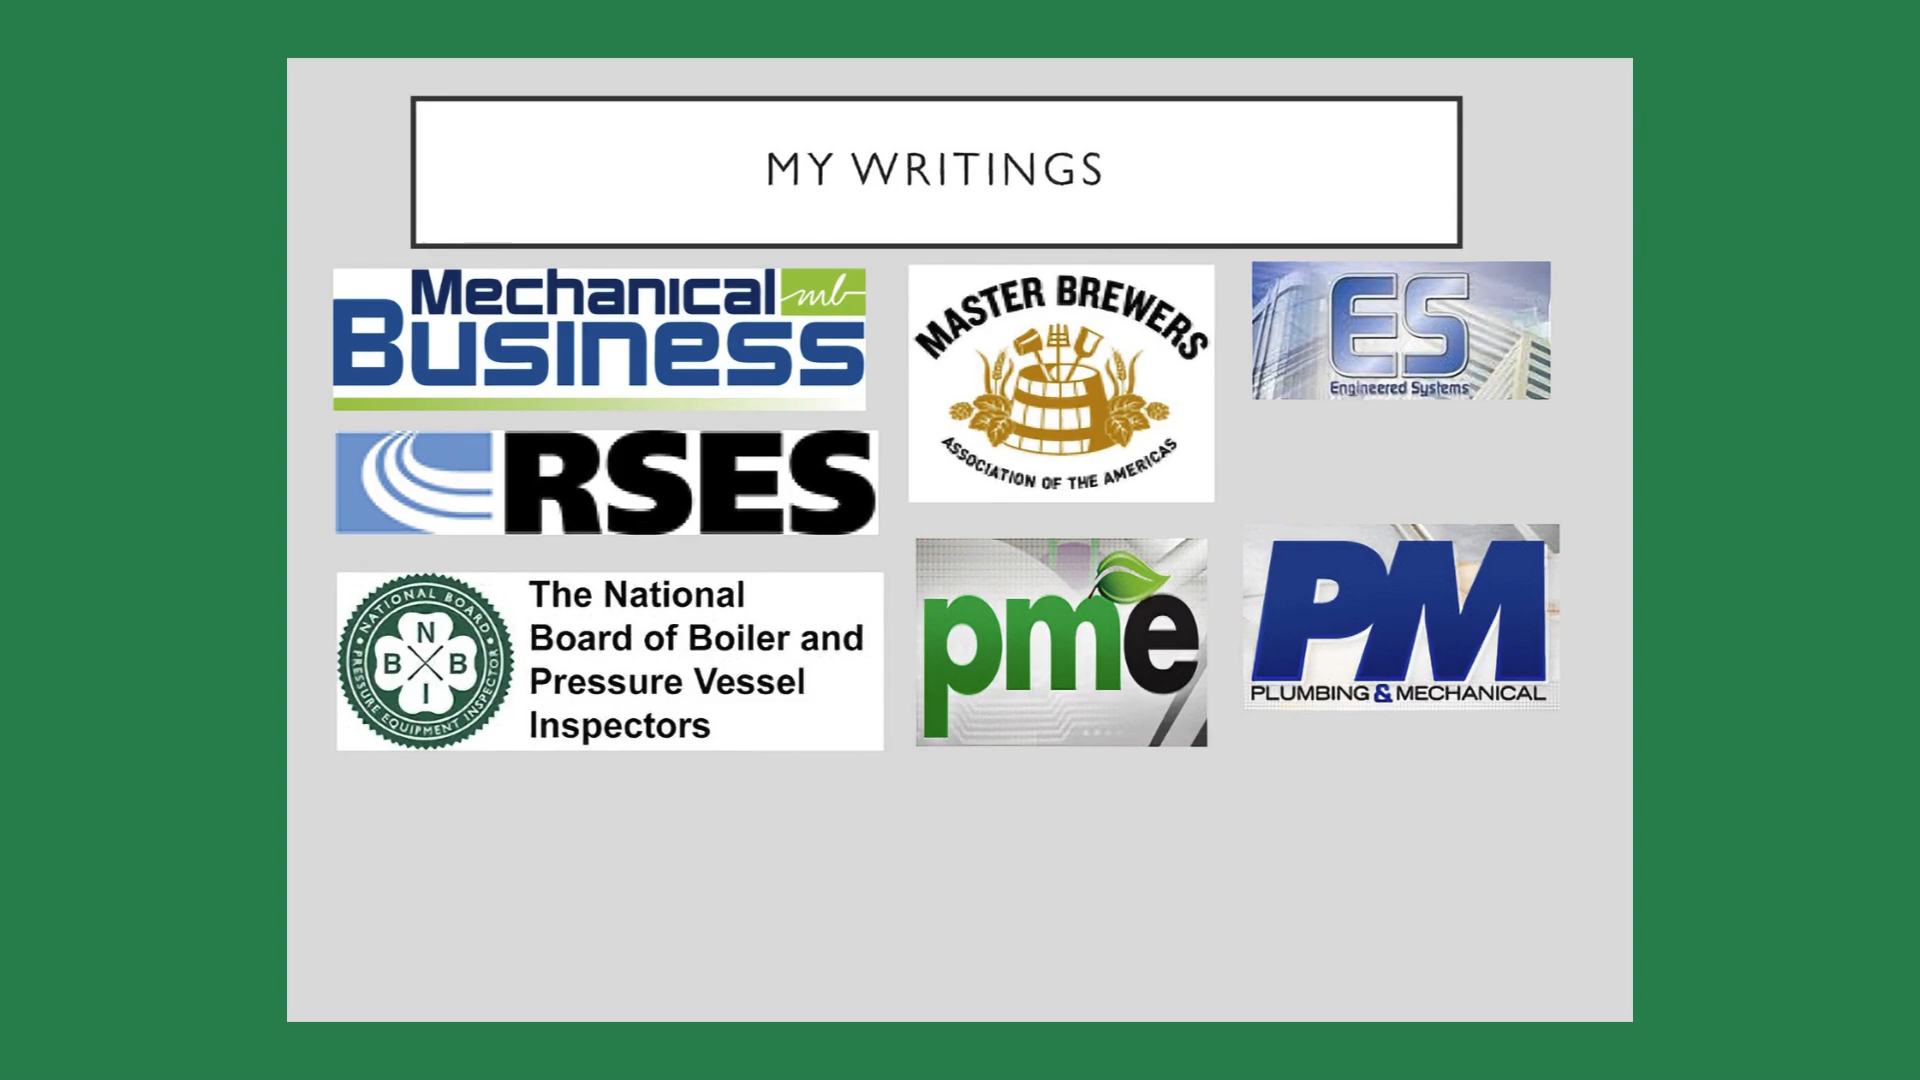 MY WRITINGS
Mechanical mb
Business
RSES
NATIONAL BOARD
PRESSURE EQUIPMENT INSPECTOR
N
B B
I
The National
Board of Boiler and
Pressure Vessel
Inspectors
MASTER BREWERS
ASSOCIATION OF THE AMERICAS
pme
ES
Engineered Systems
PM
PLUMBING & MECHANICAL